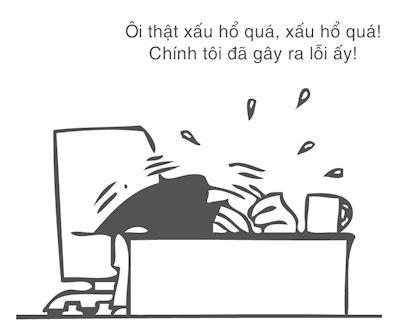 Ôi thật xấu hổ quá, xấu hổ quá!
Chính tôi đã gây ra lỗi ấy!